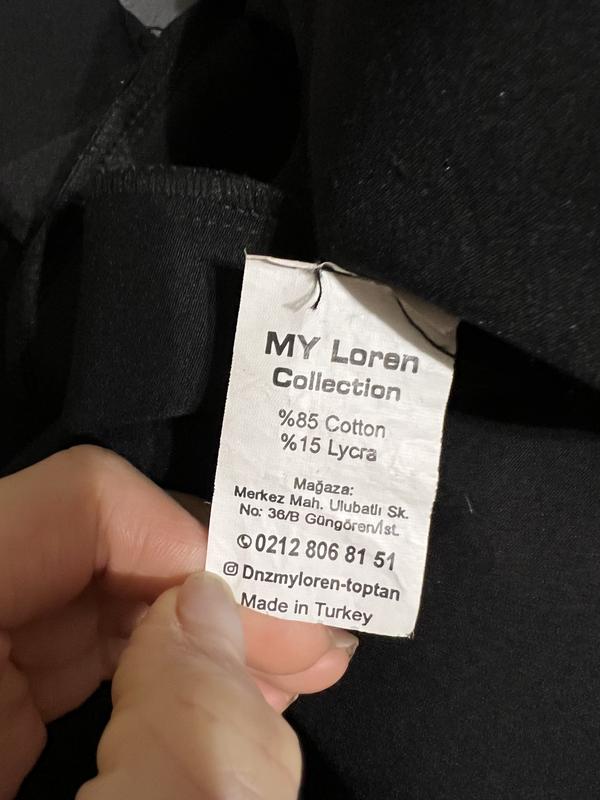 MY Loren
Collection
%85 Cotton
%15 Lycra
Mağaza:
Merkez Mah. Ulubatlı Sk.
No: 36/B Güngören/İst.
0212 806 81 51
Dnzmyloren-toptan
Made in Turkey